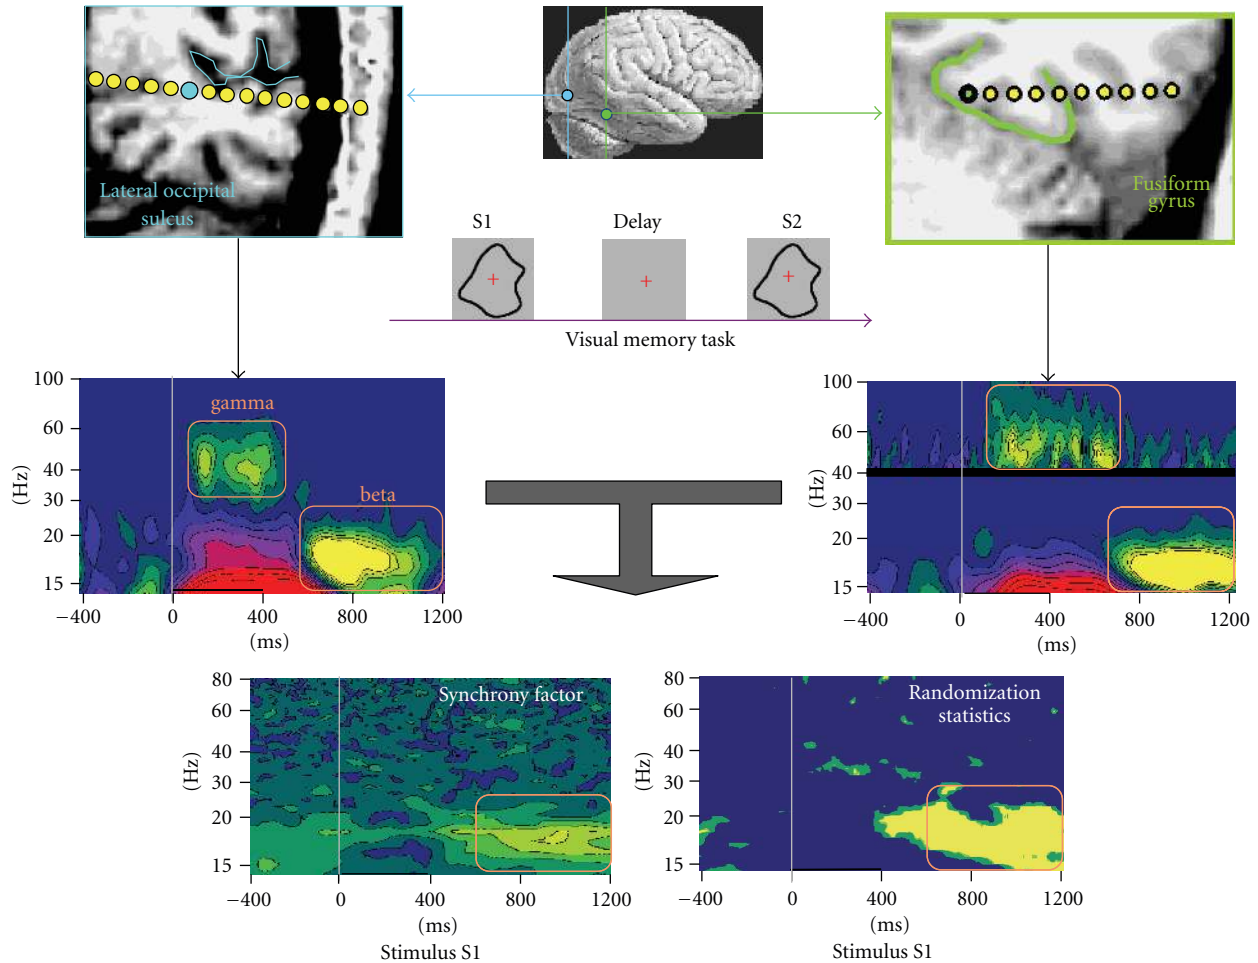 Lateral occipital
sulcus
Fusiform
gyrus
S1
Delay
S2
Visual memory task
100
60
40
30
20
15
(Hz)
gamma
beta
−400
0
400
800
1200
(ms)
100
60
40
30
20
15
(Hz)
−400
0
400
800
1200
(ms)
80
60
40
30
20
15
(Hz)
Synchrony factor
−400
0
400
800
1200
(ms)
Stimulus S1
80
60
40
30
20
15
(Hz)
Randomization
statistics
−400
0
400
800
1200
(ms)
Stimulus S1